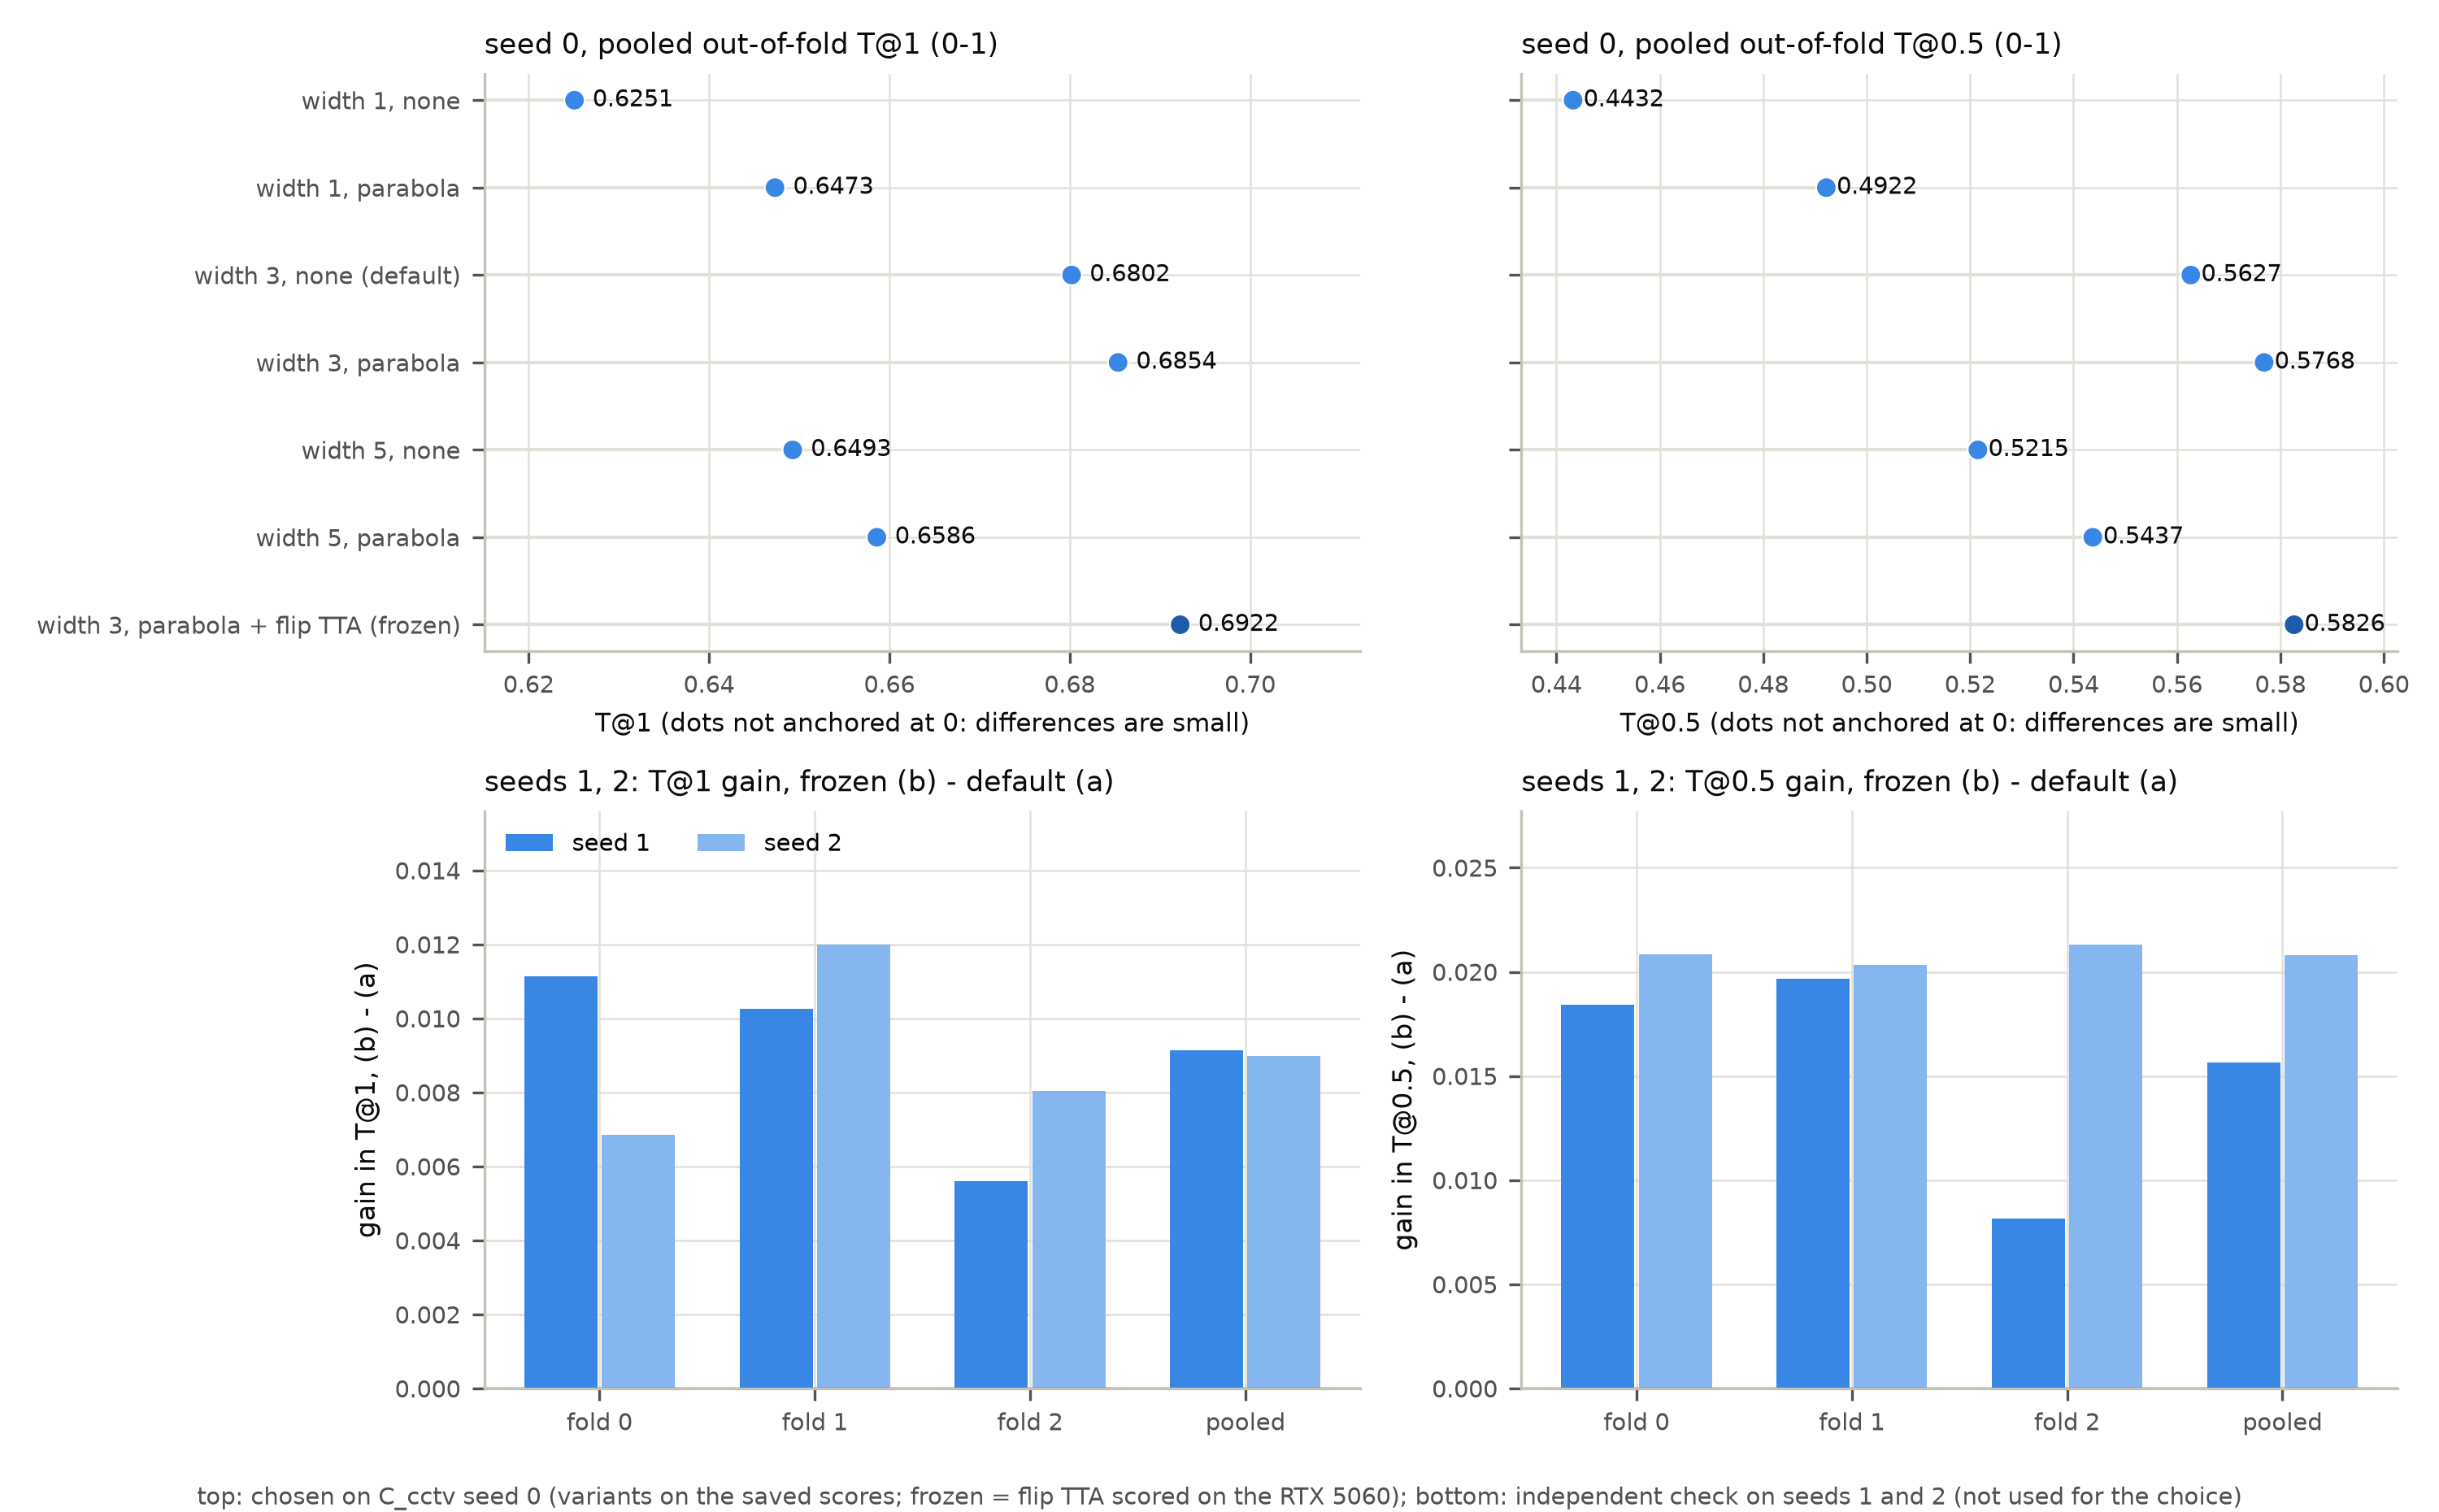 seed 0, pooled out-of-fold T@1 (0-1)
width 1, none
0.6251
width 1, parabola
0.6473
width 3, none (default)
0.6802
width 3, parabola
0.6854
width 5, none
0.6493
width 5, parabola
0.6586
width 3, parabola + flip TTA (frozen)
0.6922
0.62 0.64 0.66 0.68 0.70
T@1 (dots not anchored at 0: differences are small)
seed 0, pooled out-of-fold T@0.5 (0-1)
0.4432
0.4922
0.5627
0.5768
0.5215
0.5437
0.5826
0.44 0.46 0.48 0.50 0.52 0.54 0.56 0.58 0.60
T@0.5 (dots not anchored at 0: differences are small)
seeds 1, 2: T@1 gain, frozen (b) - default (a)
seed 1 seed 2
gain in T@1, (b) - (a)
0.014
0.012
0.010
0.008
0.006
0.004
0.002
0.000
fold 0 fold 1 fold 2 pooled
seeds 1, 2: T@0.5 gain, frozen (b) - default (a)
gain in T@0.5, (b) - (a)
0.025
0.020
0.015
0.010
0.005
0.000
fold 0 fold 1 fold 2 pooled
top: chosen on C_cctv seed 0 (variants on the saved scores; frozen = flip TTA scored on the RTX 5060); bottom: independent check on seeds 1 and 2 (not used for the choice)